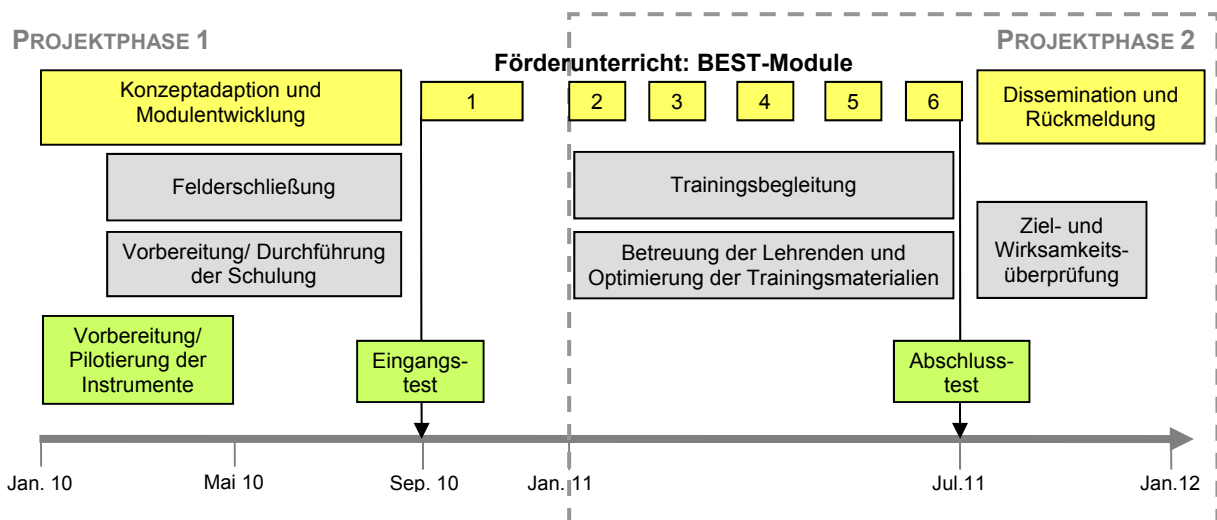 PROJEKTPHASE 1
PROJEKTPHASE 2
Förderunterricht: BEST-Module
Konzeptadaption und
Modulentwicklung
1
2
3
4
5
6
Dissemination und
Rückmeldung
Felderschließung
Trainingsbegleitung
Vorbereitung/ Durchführung
der Schulung
Betreuung der Lehrenden und
Optimierung der Trainingsmaterialien
Ziel- und
Wirksamkeits-
überprüfung
Vorbereitung/
Pilotierung der
Instrumente
Eingangs-
test
Abschluss-
test
Jan. 10
Mai 10
Sep. 10
Jan. 11
Jul.11
Jan.12